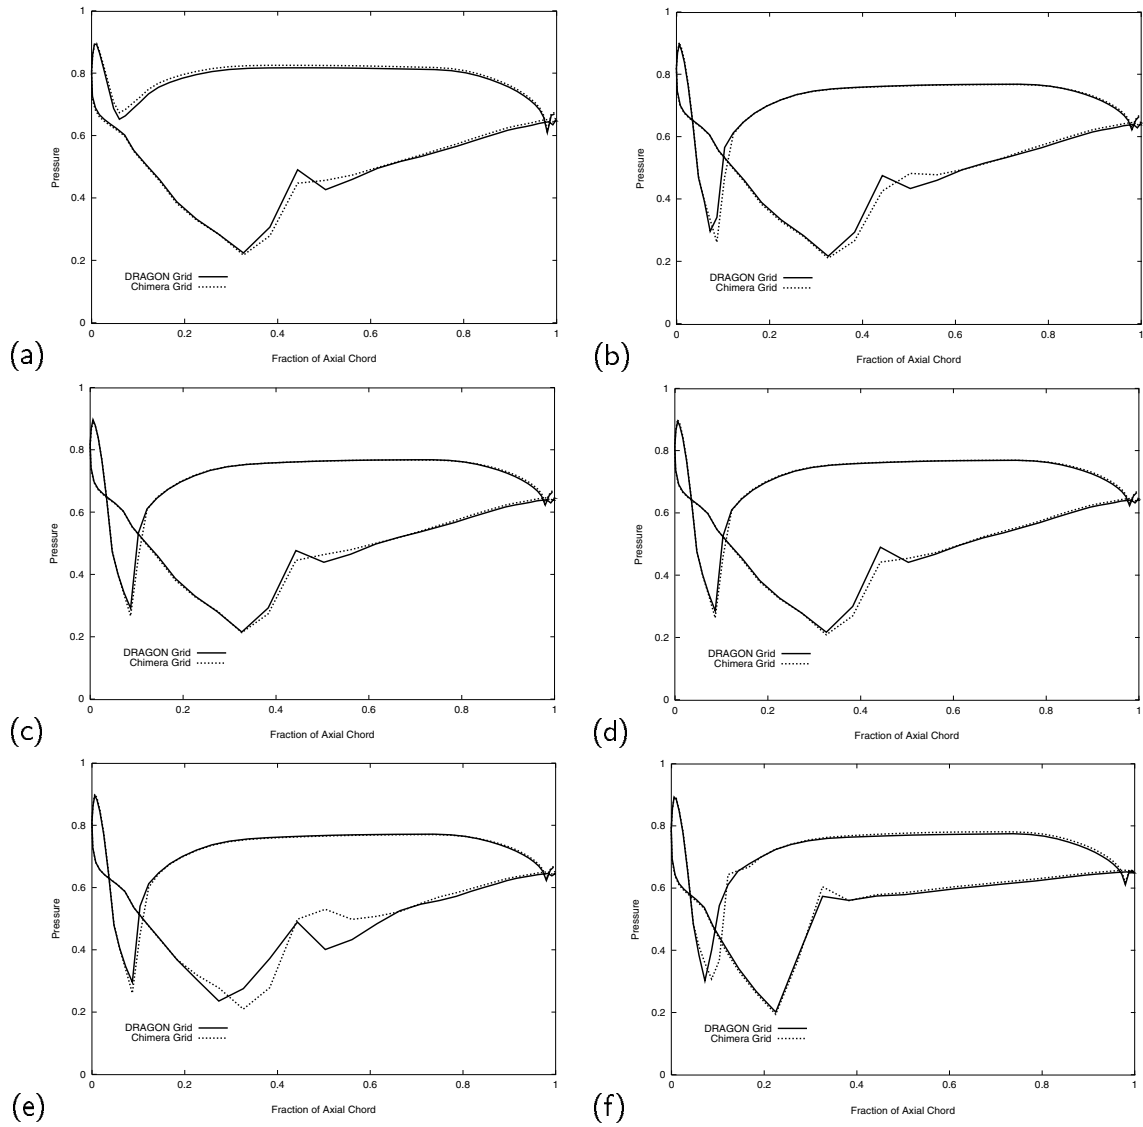 1
0.8
0.6
0.4
0.2
0
Pressure
DRAGON Grid
Chimera Grid
0 0.2 0.4 0.6 0.8 1
Fraction of Axial Chord
(a)
1
0.8
0.6
0.4
0.2
0
Pressure
DRAGON Grid
Chimera Grid
0 0.2 0.4 0.6 0.8 1
Fraction of Axial Chord
(b)
1
0.8
0.6
0.4
0.2
0
Pressure
DRAGON Grid
Chimera Grid
0 0.2 0.4 0.6 0.8 1
Fraction of Axial Chord
(c)
1
0.8
0.6
0.4
0.2
0
Pressure
DRAGON Grid
Chimera Grid
0 0.2 0.4 0.6 0.8 1
Fraction of Axial Chord
(d)
1
0.8
0.6
0.4
0.2
0
Pressure
DRAGON Grid
Chimera Grid
0 0.2 0.4 0.6 0.8 1
Fraction of Axial Chord
(e)
1
0.8
0.6
0.4
0.2
0
Pressure
DRAGON Grid
Chimera Grid
0 0.2 0.4 0.6 0.8 1
Fraction of Axial Chord
(f)